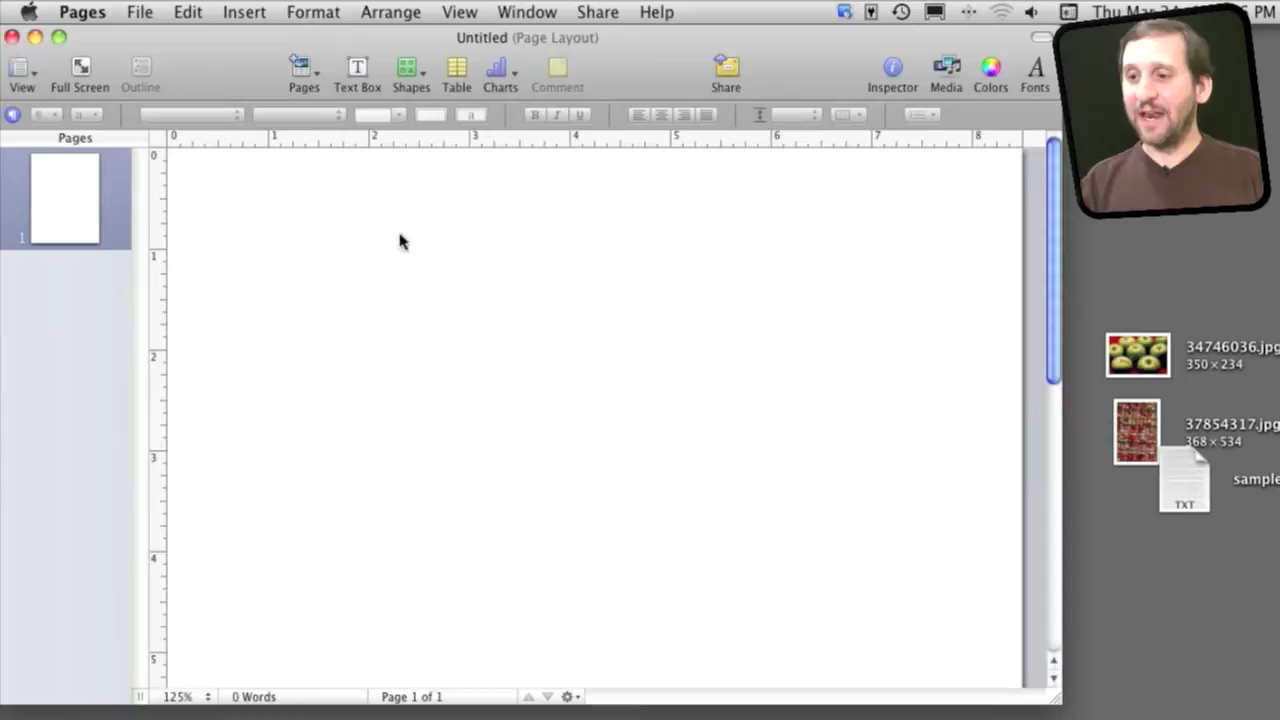 Pages File Edit Insert Format Arrange View Window Share Help Thu Mar PM
Untitled (Page Layout)
View Full Screen Outline Pages Text Box Shapes Table Charts Comment Share Inspector Media Colors Fonts
a a B I U
Pages
0 1 2 3 4 5 6 7 8
0
1
1
2
3
4
5
34746036.jpg
350 × 234
37854317.jpg
368 × 534
sample
TXT
125% 0 Words Page 1 of 1